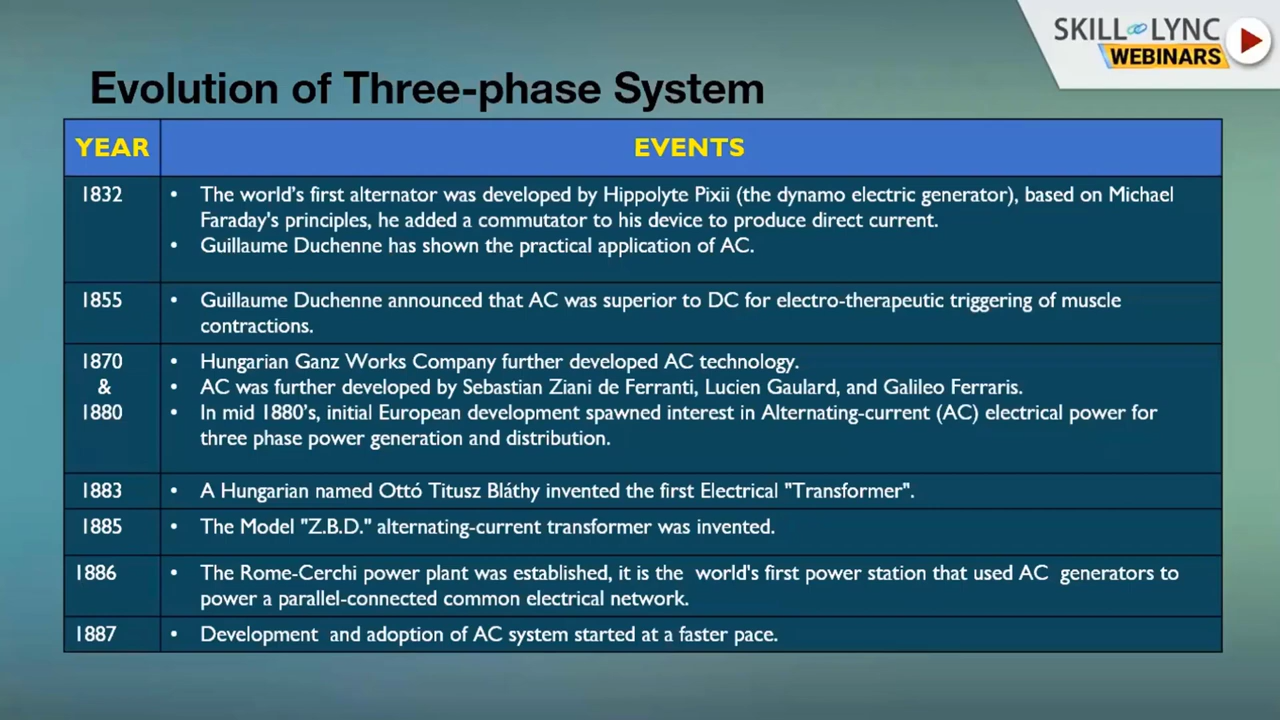 SKILL LYNC
WEBINARS
Evolution of Three-phase System
YEAR
EVENTS
1832
• The world's first alternator was developed by Hippolyte Pixii (the dynamo electric generator), based on Michael
Faraday's principles, he added a commutator to his device to produce direct current.
• Guillaume Duchenne has shown the practical application of AC.
1855
• Guillaume Duchenne announced that AC was superior to DC for electro-therapeutic triggering of muscle
contractions.
1870
&
1880
• Hungarian Ganz Works Company further developed AC technology.
• AC was further developed by Sebastian Ziani de Ferranti, Lucien Gaulard, and Galileo Ferraris.
• In mid 1880's, initial European development spawned interest in Alternating-current (AC) electrical power for
three phase power generation and distribution.
1883
• A Hungarian named Ottó Titusz Bláthy invented the first Electrical "Transformer".
1885
• The Model "Z.B.D." alternating-current transformer was invented.
1886
• The Rome-Cerchi power plant was established, it is the world's first power station that used AC generators to
power a parallel-connected common electrical network.
1887
• Development and adoption of AC system started at a faster pace.